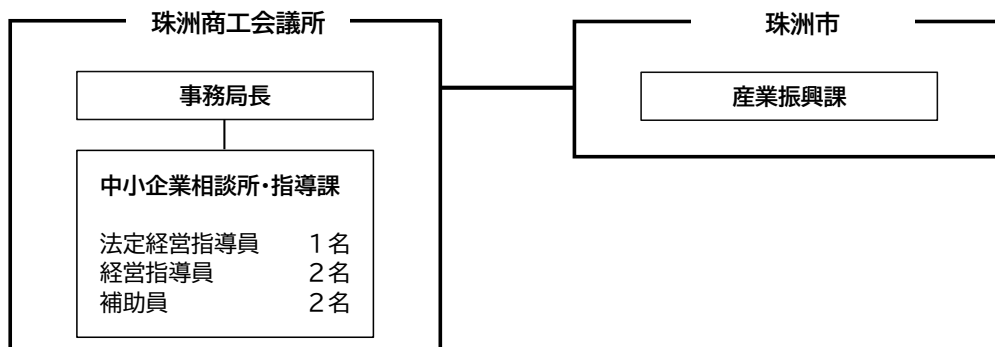 珠洲商工会議所
珠洲市
事務局長
産業振興課
中小企業相談所・指導課
法定経営指導員 1名
経営指導員 2名
補助員 2名